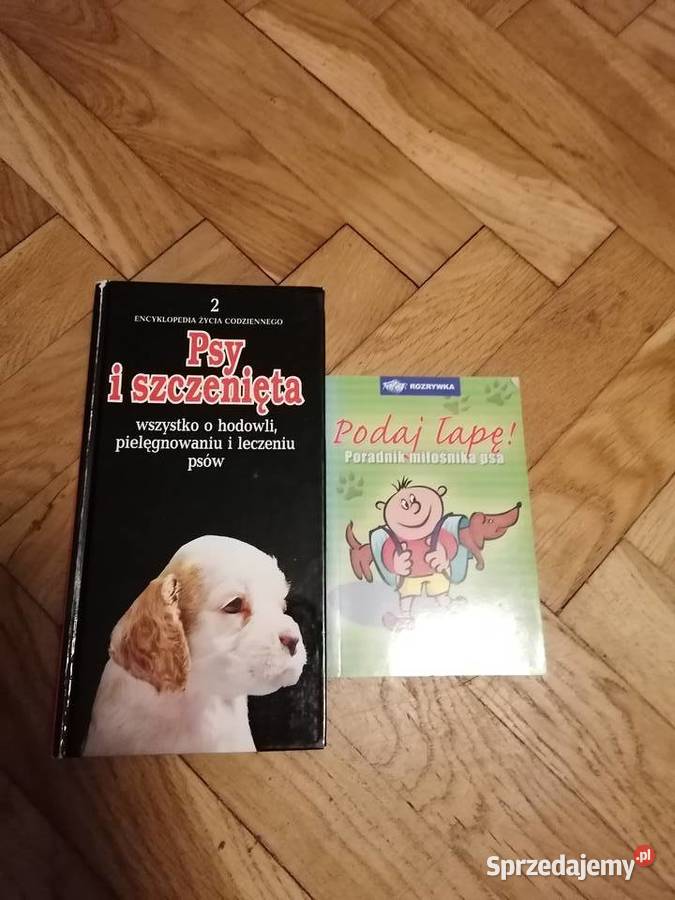 2
ENCYKLOPEDIA ŻYCIA CODZIENNEGO
Psy
i szczenięta
wszystko o hodowli,
pielęgnowaniu i leczeniu
psów
ROZRYWKA
Podaj łapę!
Poradnik miłośnika psa
Sprzedajemy.pl